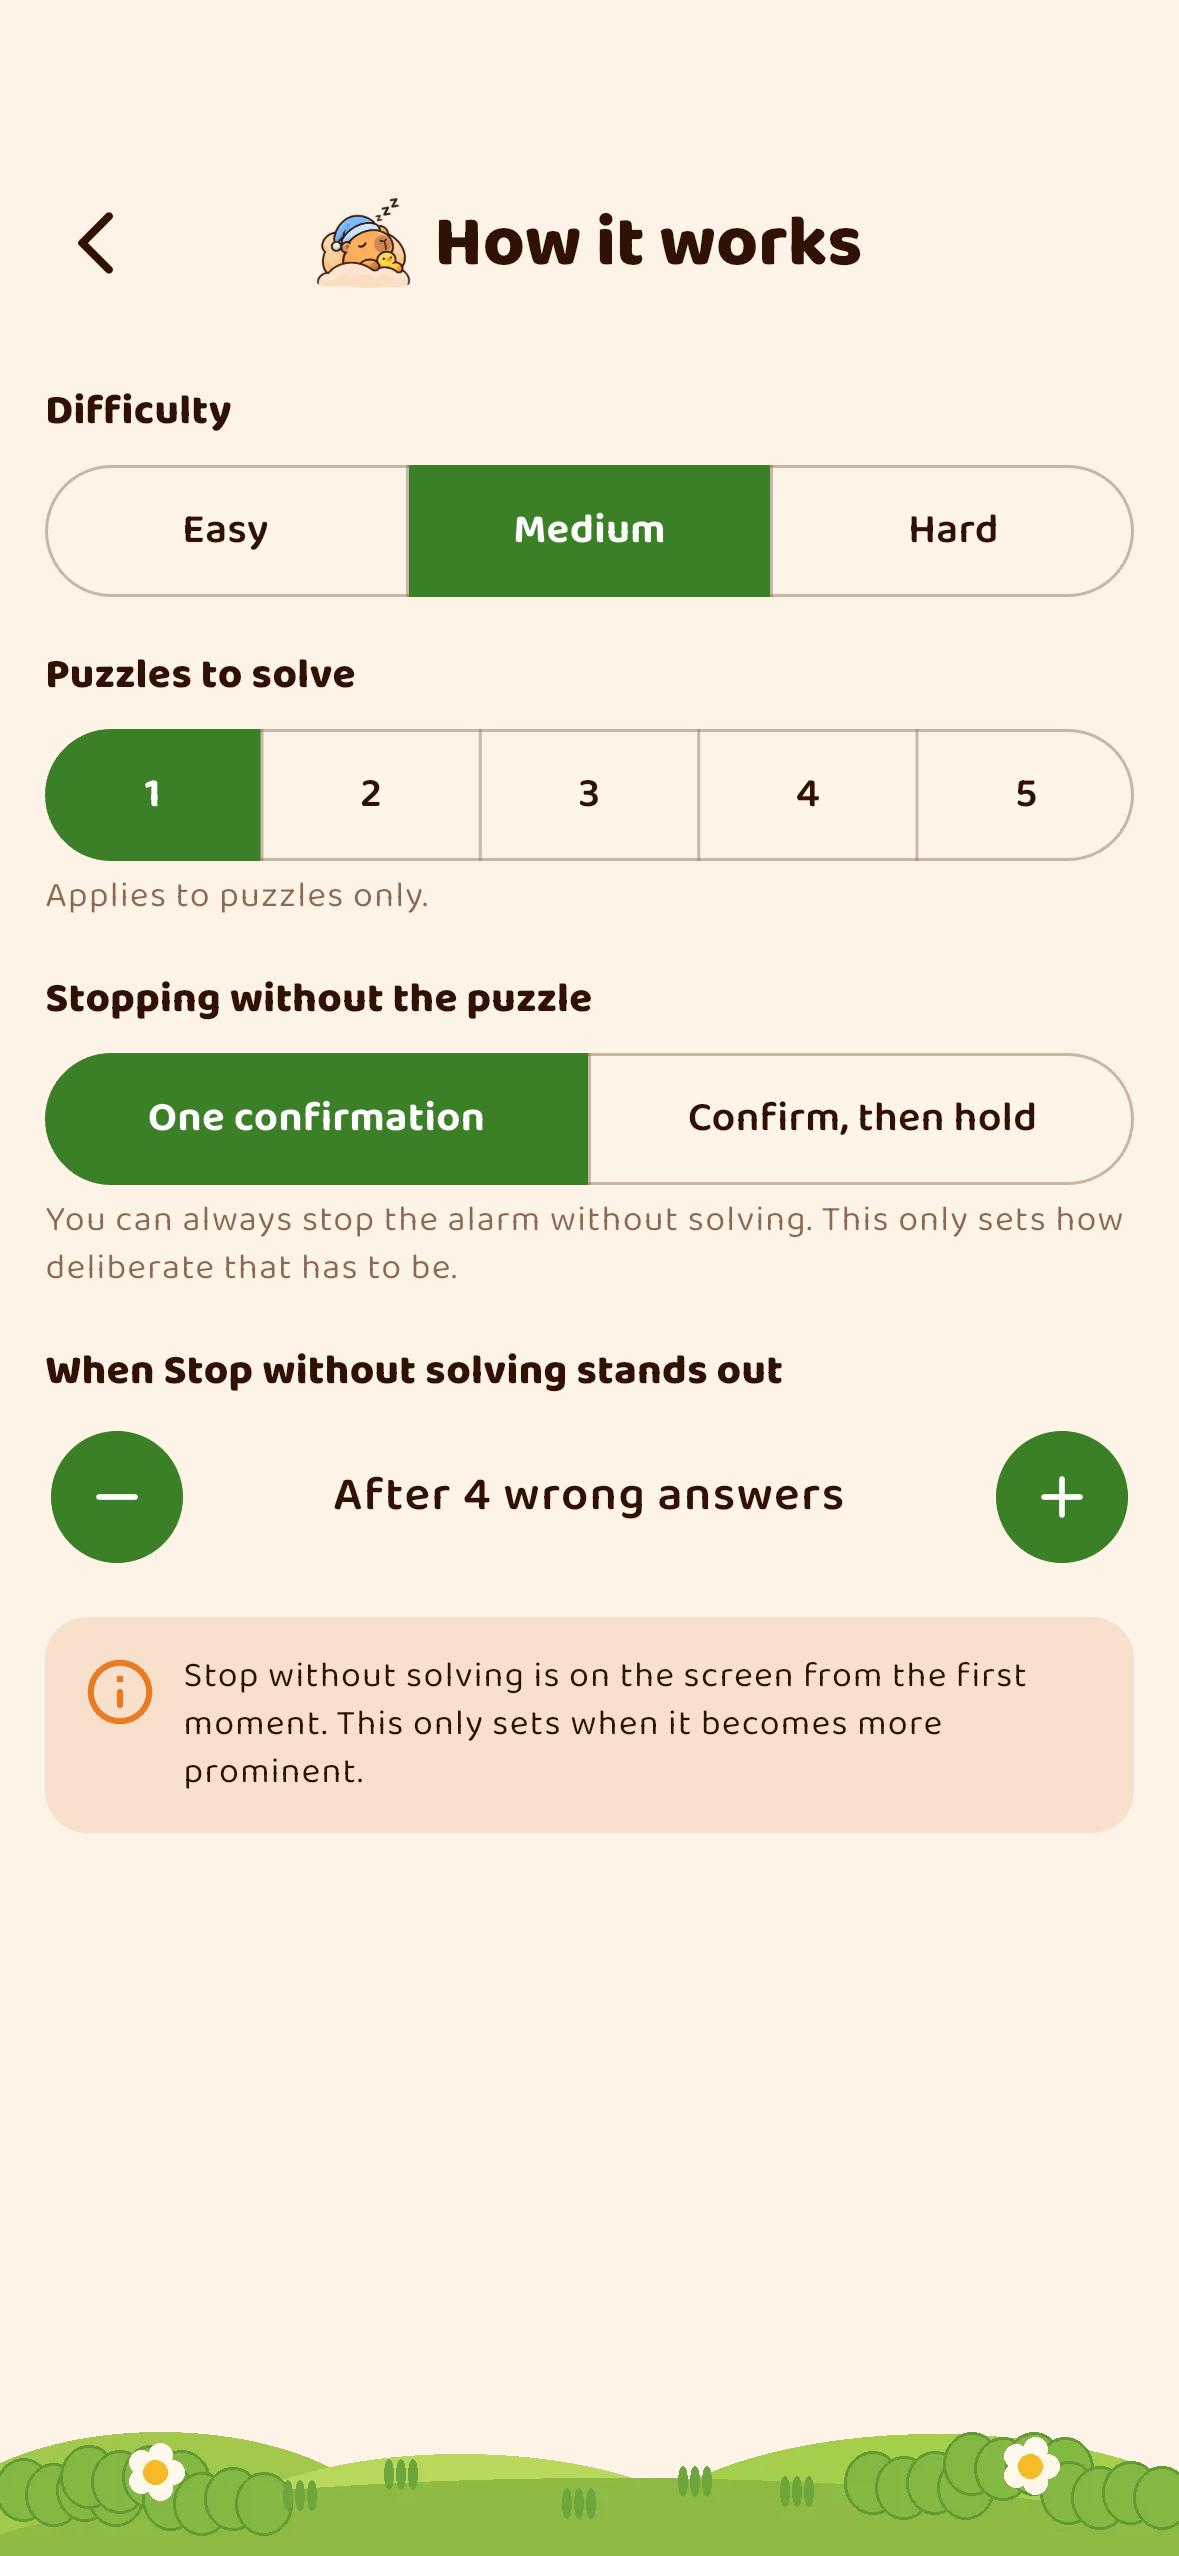 How it works
Difficulty
Easy
Medium
Hard
Puzzles to solve
1
2
3
4
5
Applies to puzzles only.
Stopping without the puzzle
One confirmation
Confirm, then hold
You can always stop the alarm without solving. This only sets how
deliberate that has to be.
When Stop without solving stands out
After 4 wrong answers
Stop without solving is on the screen from the first
moment. This only sets when it becomes more
prominent.